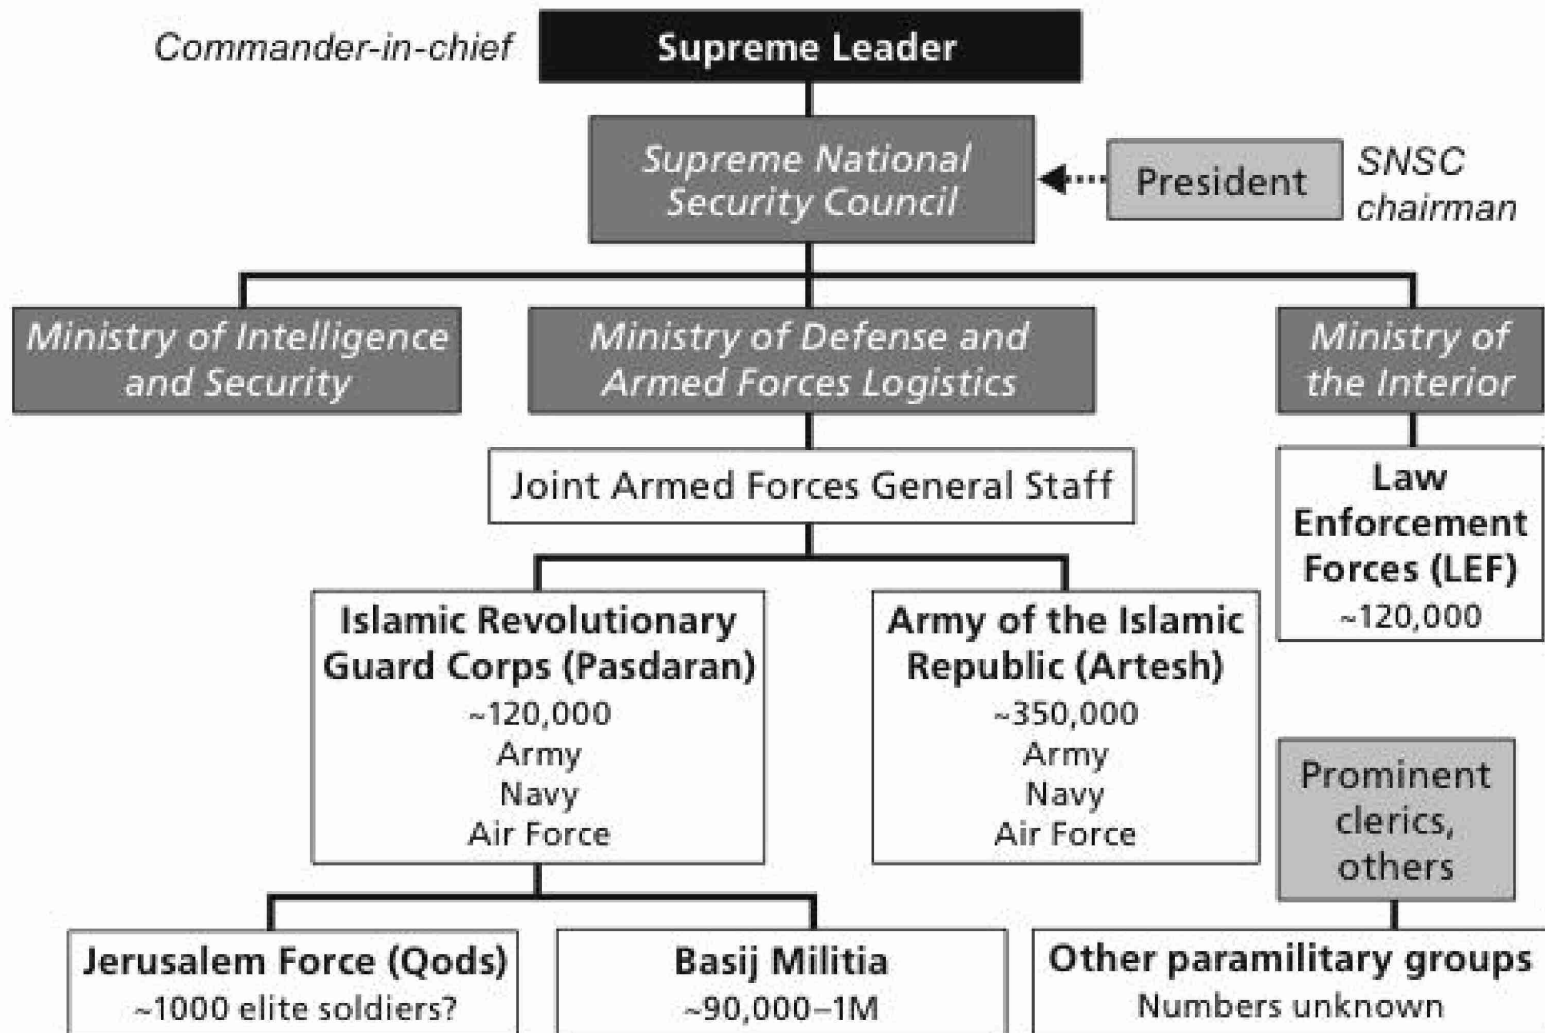 Commander-in-chief
Supreme Leader
Supreme National
Security Council
President
SNSC
chairman
Ministry of Intelligence
and Security
Ministry of Defense and
Armed Forces Logistics
Ministry of
the Interior
Joint Armed Forces General Staff
Law
Enforcement
Forces (LEF)
~120,000
Islamic Revolutionary
Guard Corps (Pasdaran)
~120,000
Army
Navy
Air Force
Army of the Islamic
Republic (Artesh)
~350,000
Army
Navy
Air Force
Prominent
clerics,
others
Jerusalem Force (Qods)
~1000 elite soldiers?
Basij Militia
~90,000–1M
Other paramilitary groups
Numbers unknown